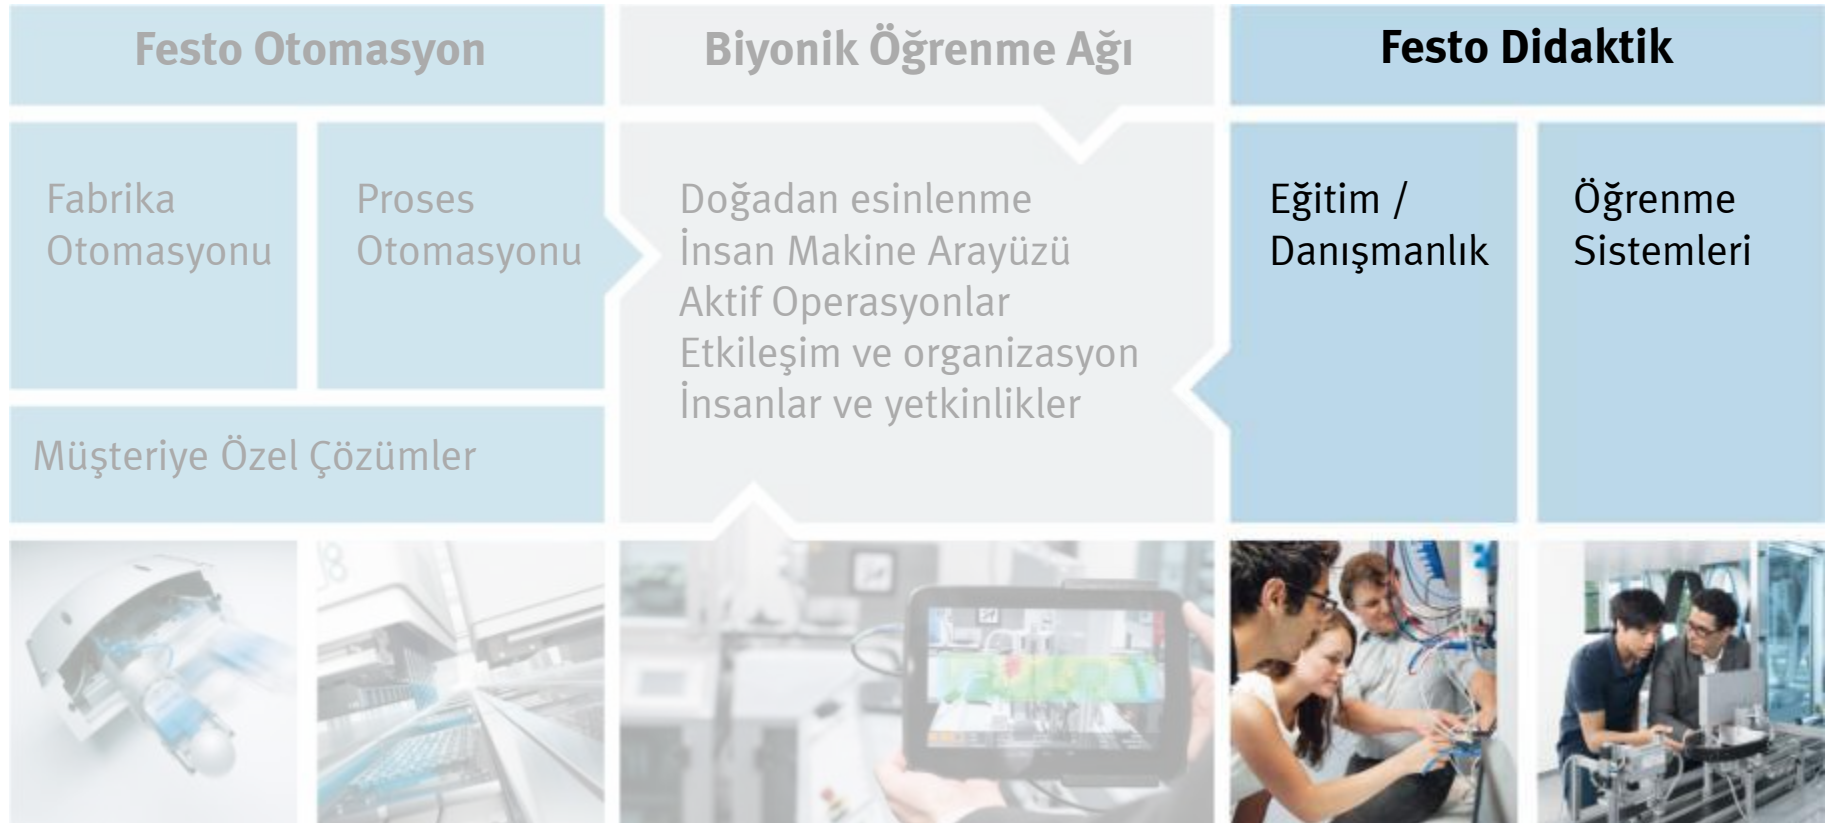 Festo Otomasyon
Biyonik Öğrenme Ağı
Festo Didaktik
Fabrika
Otomasyonu
Proses
Otomasyonu
Müşteriye Özel Çözümler
Doğadan esinlenme
İnsan Makine Arayüzü
Aktif Operasyonlar
Etkileşim ve organizasyon
İnsanlar ve yetkinlikler
Eğitim /
Danışmanlık
Öğrenme
Sistemleri